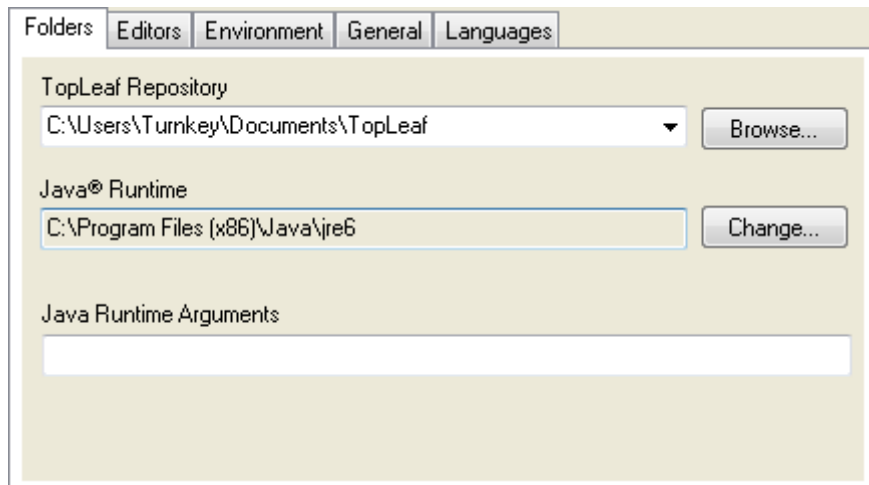 Folders Editors Environment General Languages
TopLeaf Repository
C:\Users\Turnkey\Documents\TopLeaf Browse...
Java® Runtime
C:\Program Files (x86)\Java\jre6 Change...
Java Runtime Arguments